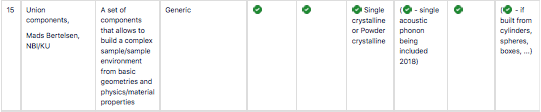 15
Union
components,
Mads Bertelsen,
NBI/KU
A set of
components
that allows to
build a complex
sample/sample
environment
from basic
geometries and
physics/material
properties
Generic
Single
crystalline
or Powder
crystalline
( - single
acoustic
phonon
being
included
2018)
( - if
built from
cylinders,
spheres,
boxes, ...)